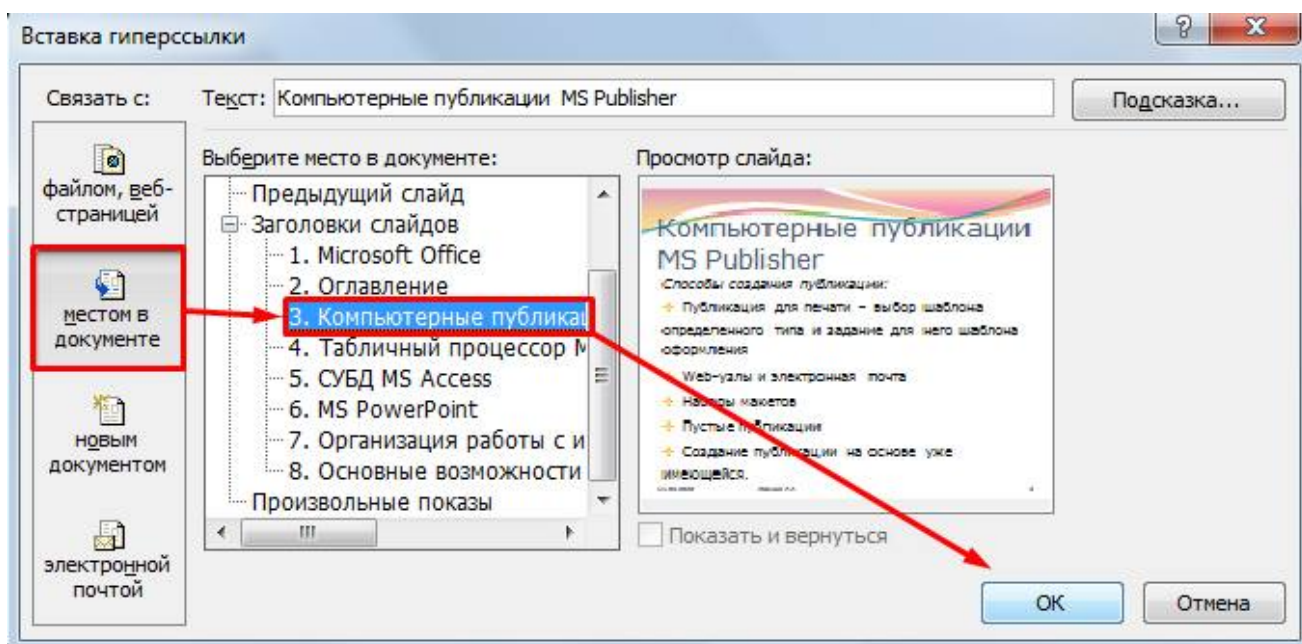 Вставка гиперссылки
Связать с:
Текст: Компьютерные публикации MS Publisher
Подсказка...
файлом, веб-
страницей
местом в
документе
новым
документом
электронной
почтой
Выберите место в документе:
Предыдущий слайд
Заголовки слайдов
1. Microsoft Office
2. Оглавление
3. Компьютерные публикац
4. Табличный процессор M
5. СУБД MS Access
6. MS PowerPoint
7. Организация работы с и
8. Основные возможности
Произвольные показы
Просмотр слайда:
Компьютерные публикации
MS Publisher
Способы создания публикации:
Публикация для печати – выбор шаблона
определенного типа и задание для него шаблона
оформления
Web-узлы и электронная почта
Наборы макетов
Пустые публикации
Создание публикации на основе уже
имеющейся.
Показать и вернуться
ОК
Отмена